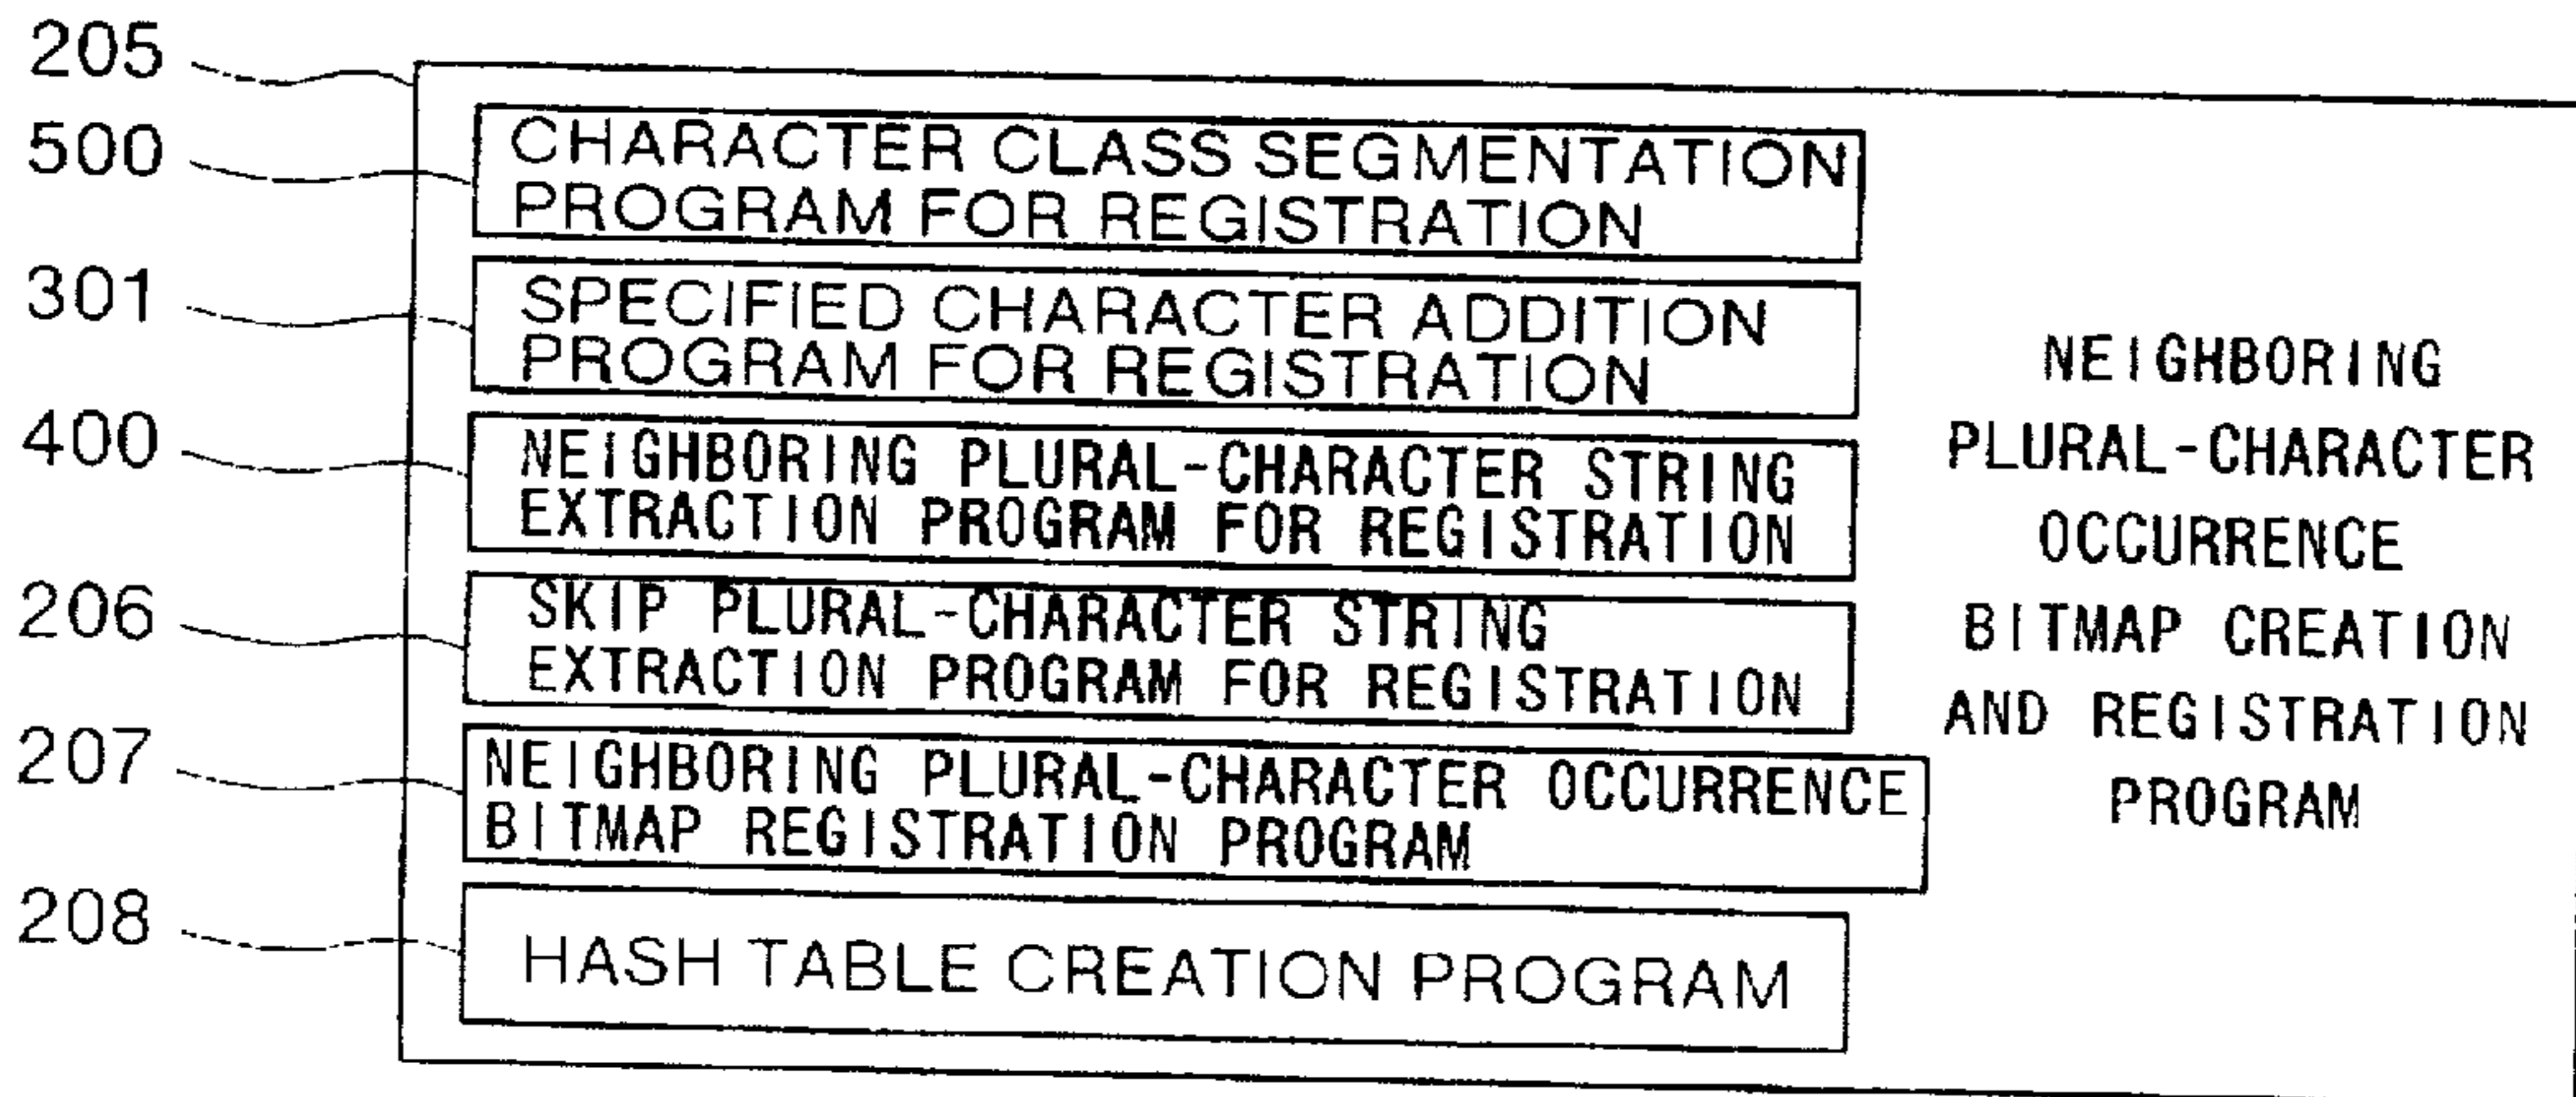 205
500
CHARACTER CLASS SEGMENTATION
PROGRAM FOR REGISTRATION
301
SPECIFIED CHARACTER ADDITION
PROGRAM FOR REGISTRATION
400
NEIGHBORING PLURAL-CHARACTER STRING
EXTRACTION PROGRAM FOR REGISTRATION
206
SKIP PLURAL-CHARACTER STRING
EXTRACTION PROGRAM FOR REGISTRATION
207
NEIGHBORING PLURAL-CHARACTER OCCURRENCE
BITMAP REGISTRATION PROGRAM
208
HASH TABLE CREATION PROGRAM
NEIGHBORING
PLURAL-CHARACTER
OCCURRENCE
BITMAP CREATION
AND REGISTRATION
PROGRAM